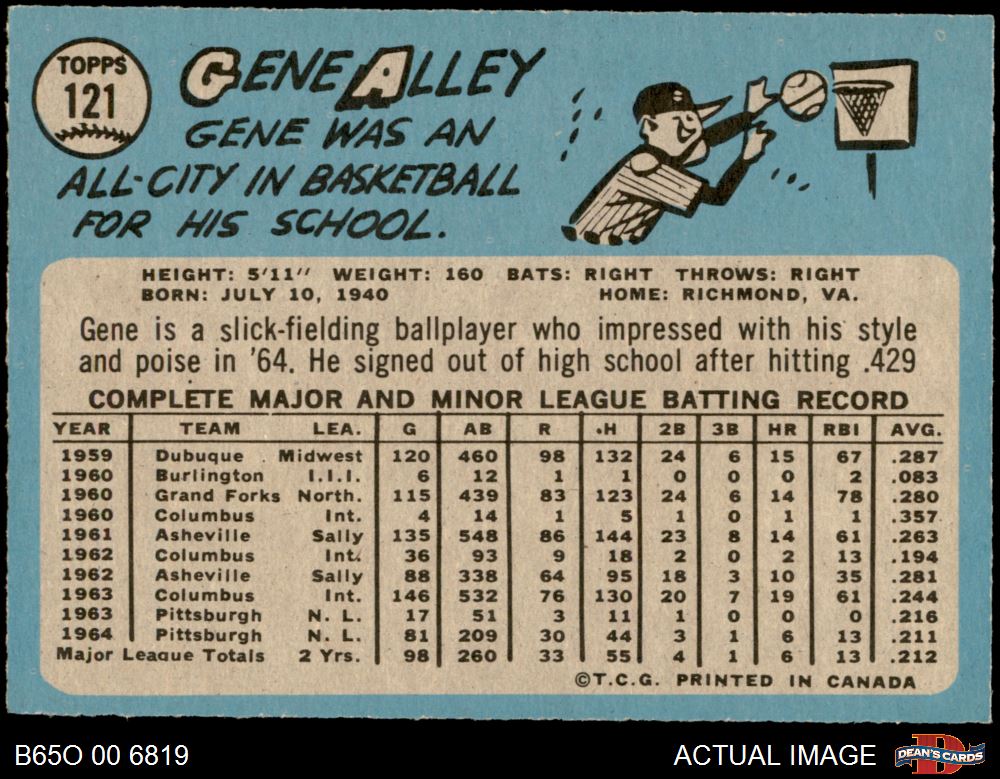 TOPPS
121
GENE ALLEY
GENE WAS AN
ALL-CITY IN BASKETBALL
FOR HIS SCHOOL.
HEIGHT: 5'11" WEIGHT: 160 BATS: RIGHT THROWS: RIGHT
BORN: JULY 10, 1940 HOME: RICHMOND, VA.
Gene is a slick-fielding ballplayer who impressed with his style
and poise in '64. He signed out of high school after hitting .429
COMPLETE MAJOR AND MINOR LEAGUE BATTING RECORD
YEAR TEAM LEA. G AB R H 2B 3B HR RBI AVG.
1959 Dubuque Midwest 120 460 98 132 24 6 15 67 .287
1960 Burlington I.I.I. 6 12 1 1 0 0 0 2 .083
1960 Grand Forks North. 115 439 83 123 24 6 14 78 .280
1960 Columbus Int. 4 14 1 5 1 0 1 1 .357
1961 Asheville Sally 135 548 86 144 23 8 14 61 .263
1962 Columbus Int. 36 93 9 18 2 0 2 13 .194
1962 Asheville Sally 88 338 64 95 18 3 10 35 .281
1963 Columbus Int. 146 532 76 130 20 7 19 61 .244
1963 Pittsburgh N. L. 17 51 3 11 1 0 0 0 .216
1964 Pittsburgh N. L. 81 209 30 44 3 1 6 13 .211
Major League Totals 2 Yrs. 98 260 33 55 4 1 6 13 .212
©T.C.G. PRINTED IN CANADA
B65O 00 6819 ACTUAL IMAGE DEAN'S CARDS